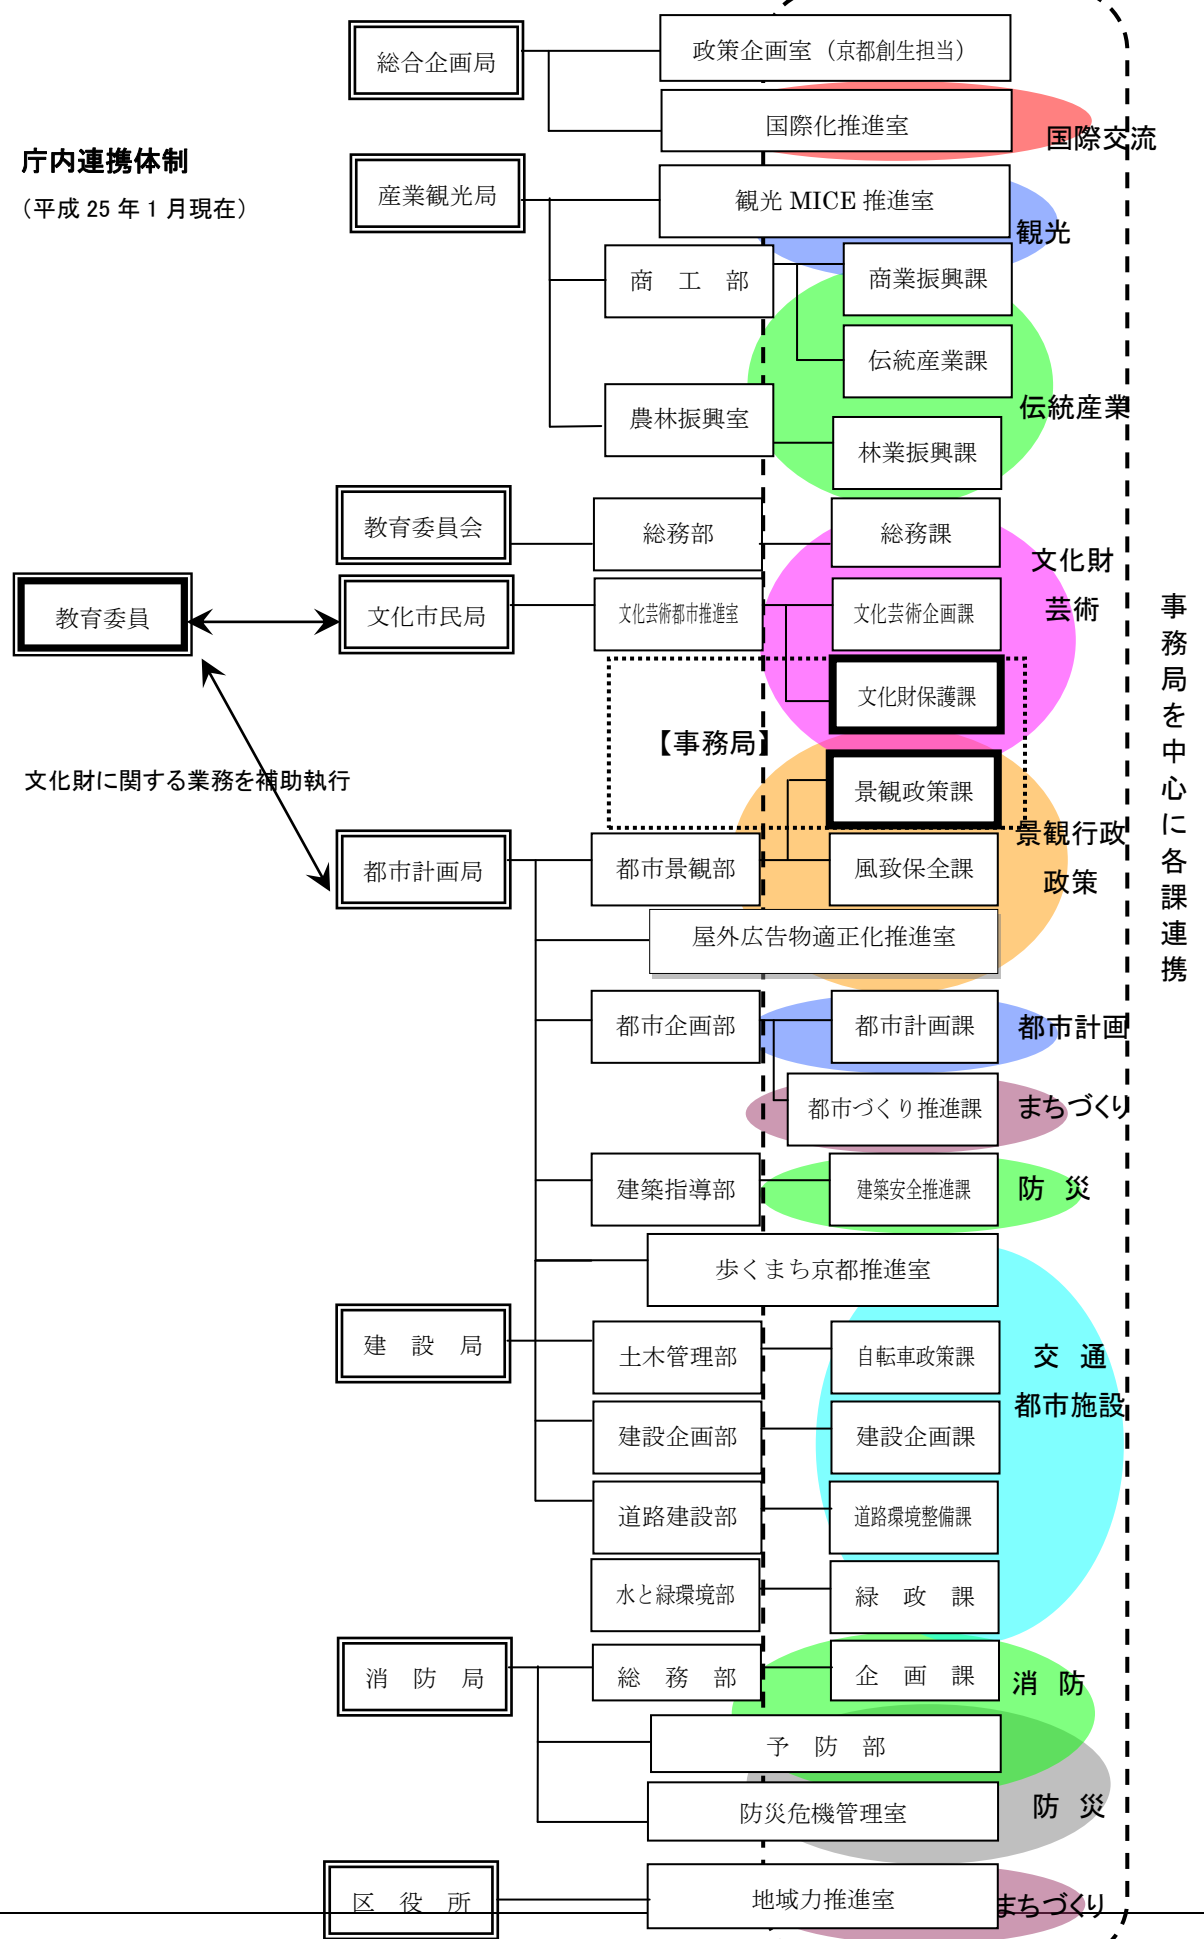 総合企画局
政策企画室（京都創生担当）
国際化推進室
国際交流
庁内連携体制
（平成 25 年 1 月現在）
産業観光局
観光 MICE 推進室
観光
商　工　部
商業振興課
伝統産業課
伝統産業
農林振興室
林業振興課
教育委員会
総務部
総務課
文化財
芸術
教育委員
文化市民局
文化芸術都市推進室
文化芸術企画課
文化財保護課
【事務局】
景観政策課
文化財に関する業務を補助執行
景観行政
政策
都市計画局
都市景観部
風致保全課
屋外広告物適正化推進室
都市企画部
都市計画課
都市計画
都市づくり推進課
まちづくり
建築指導部
建築安全推進課
防　災
歩くまち京都推進室
建　設　局
土木管理部
自転車政策課
交　通
都市施設
建設企画部
建設企画課
道路建設部
道路環境整備課
水と緑環境部
緑　政　課
消　防　局
総　務　部
企　画　課
消　防
予　防　部
防災危機管理室
防　災
区　役　所
地域力推進室
まちづくり
事務局を中心に各課連携